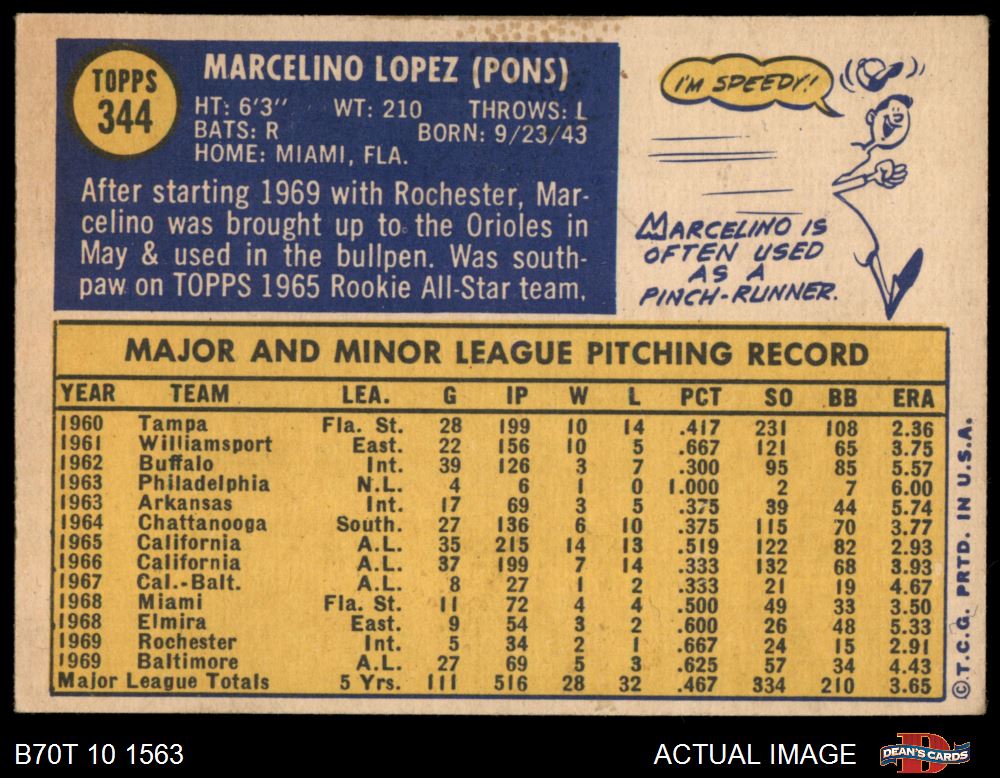 TOPPS
344
MARCELINO LOPEZ (PONS)
HT: 6'3" WT: 210 THROWS: L
BATS: R BORN: 9/23/43
HOME: MIAMI, FLA.
After starting 1969 with Rochester, Mar-
celino was brought up to the Orioles in
May & used in the bullpen. Was south-
paw on TOPPS 1965 Rookie All-Star team.
I'M SPEEDY!
MARCELINO IS
OFTEN USED
AS A
PINCH-RUNNER.
MAJOR AND MINOR LEAGUE PITCHING RECORD
YEAR TEAM LEA. G IP W L PCT SO BB ERA
1960 Tampa Fla. St. 28 199 10 14 .417 231 108 2.36
1961 Williamsport East. 22 156 10 5 .667 121 65 3.75
1962 Buffalo Int. 39 126 3 7 .300 95 85 5.57
1963 Philadelphia N.L. 4 6 1 0 1.000 2 7 6.00
1963 Arkansas Int. 17 69 3 5 .375 39 44 5.74
1964 Chattanooga South. 27 136 6 10 .375 115 70 3.77
1965 California A.L. 35 215 14 13 .519 122 82 2.93
1966 California A.L. 37 199 7 14 .333 132 68 3.93
1967 Cal.-Balt. A.L. 8 27 1 2 .333 21 19 4.67
1968 Miami Fla. St. 11 72 4 4 .500 49 33 3.50
1968 Elmira East. 9 54 3 2 .600 26 48 5.33
1969 Rochester Int. 5 34 2 1 .667 24 15 2.91
1969 Baltimore A.L. 27 69 5 3 .625 57 34 4.43
Major League Totals 5 Yrs. 111 516 28 32 .467 334 210 3.65
©T.C.G. PRTD. IN U.S.A.
B70T 10 1563
ACTUAL IMAGE
DEAN'S CARDS